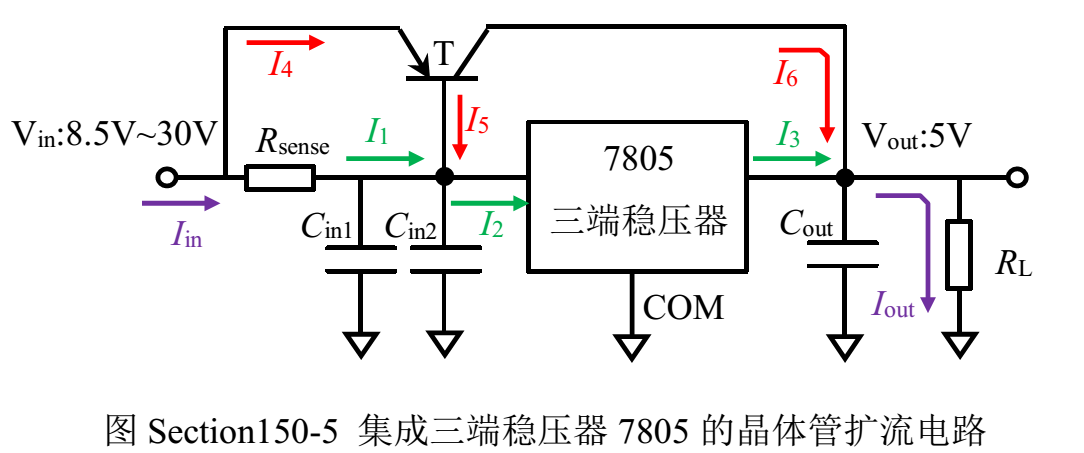 I4
T
I6
Vin:8.5V~30V
Rsense
I1
I5
7805
I3
Vout:5V
三端稳压器
Iin
Cin1
Cin2
I2
Cout
RL
COM
Iout
图 Section150-5 集成三端稳压器 7805 的晶体管扩流电路